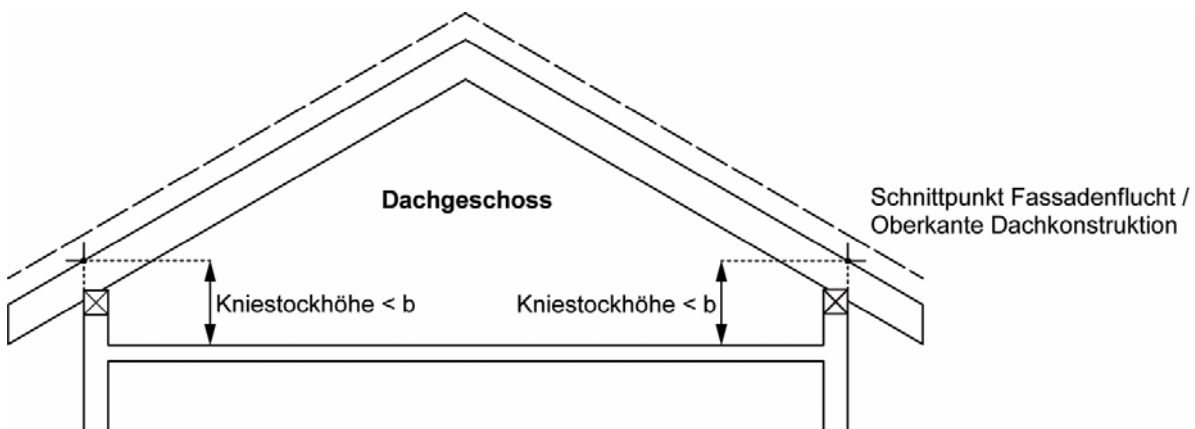 Dachgeschoss
Schnittpunkt Fassadenflucht /
Oberkante Dachkonstruktion
Kniestockhöhe < b
Kniestockhöhe < b